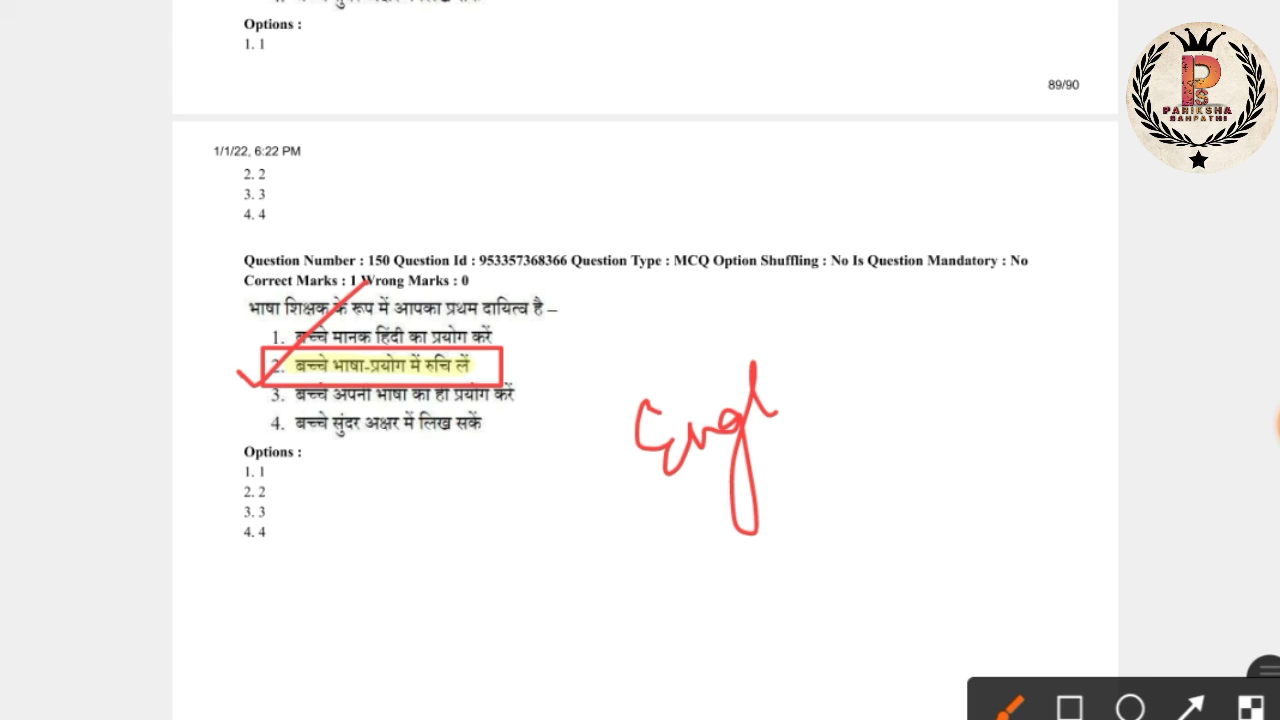 Options :
1. 1
89/90
1/1/22, 6:22 PM
2. 2
3. 3
4. 4
Question Number : 150 Question Id : 953357368366 Question Type : MCQ Option Shuffling : No Is Question Mandatory : No
Correct Marks : 1 Wrong Marks : 0
भाषा शिक्षक के रूप में आपका प्रथम दायित्व है –
1. बच्चे मानक हिंदी का प्रयोग करें
2. बच्चे भाषा-प्रयोग में रुचि लें
3. बच्चे अपनी भाषा का ही प्रयोग करें
4. बच्चे सुंदर अक्षर में लिख सकें
Options :
1. 1
2. 2
3. 3
4. 4
Engl
PS
PARIKSHA
SANPATHI